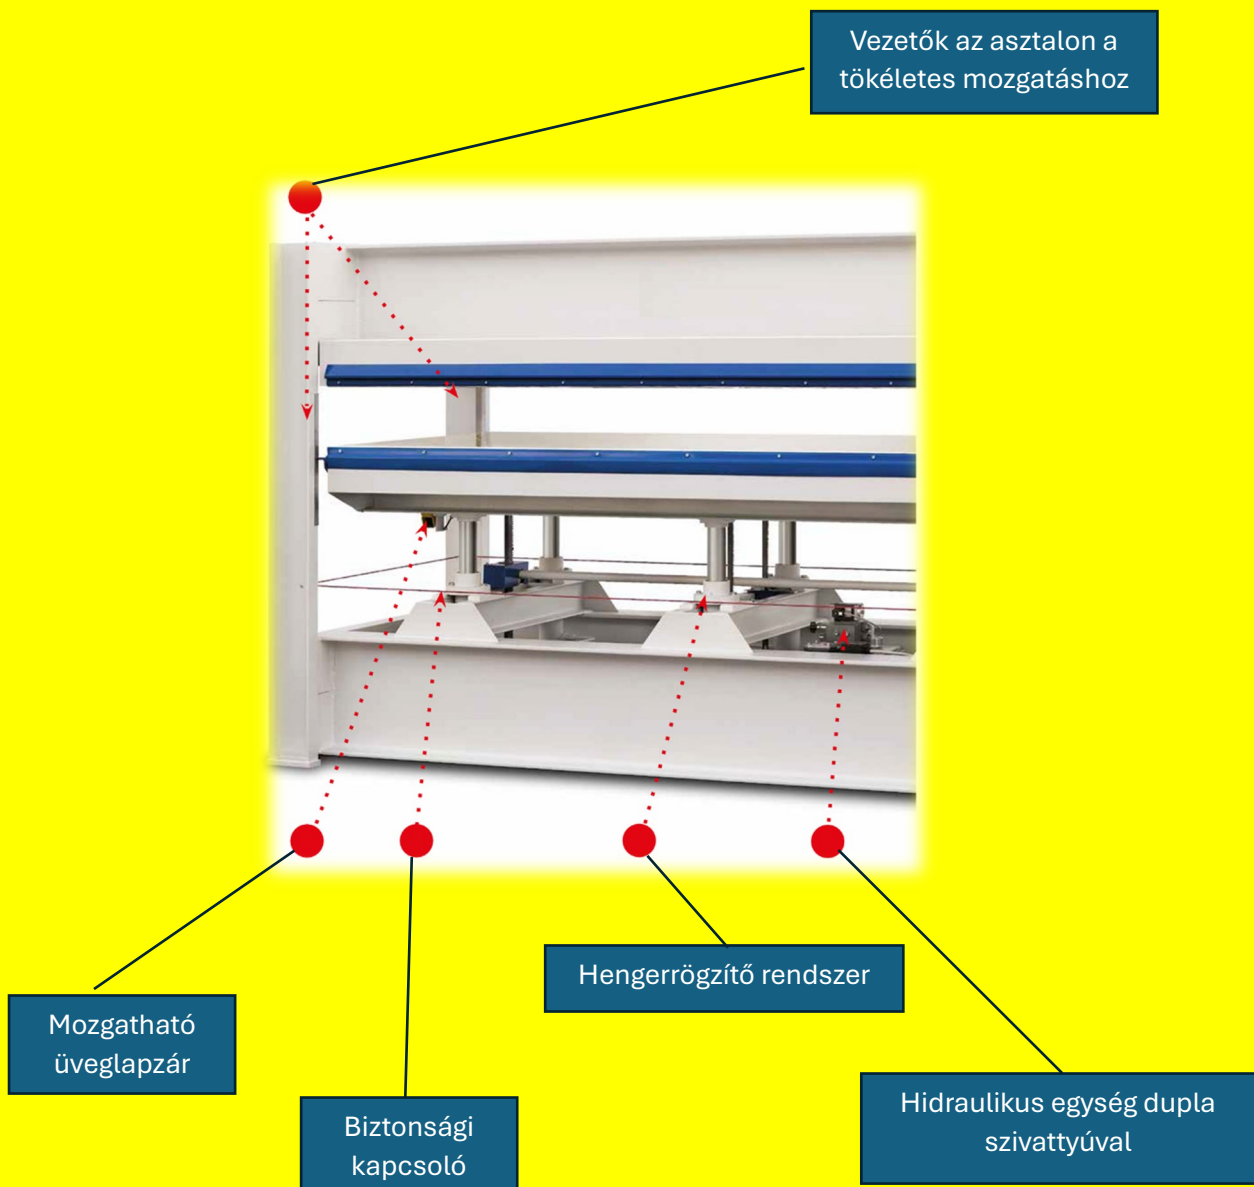 Vezetők az asztalon a
tökéletes mozgatáshoz
Hengerrögzítő rendszer
Mozgatható
üveglapzár
Biztonsági
kapcsoló
Hidraulikus egység dupla
szivattyúval